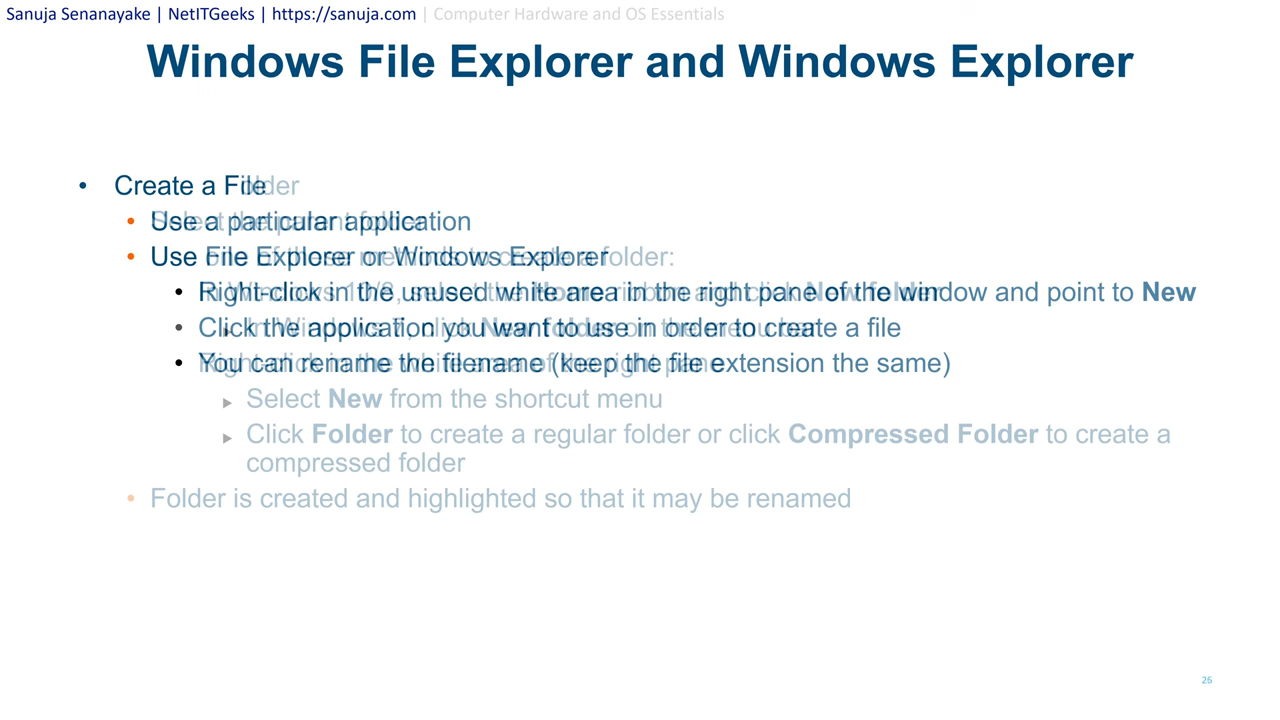 Sanuja Senanayake | NetITGeeks | https://sanuja.com | Computer Hardware and OS Essentials
Windows File Explorer and Windows Explorer
• Create a File
• Use a particular application
• Use File Explorer or Windows Explorer
• Right-click in the unused white area in the right pane of the window and point to New
• Click the application you want to use in order to create a file
• You can rename the filename (keep the file extension the same)
▶ Select New from the shortcut menu
▶ Click Folder to create a regular folder or click Compressed Folder to create a
compressed folder
• Folder is created and highlighted so that it may be renamed
26